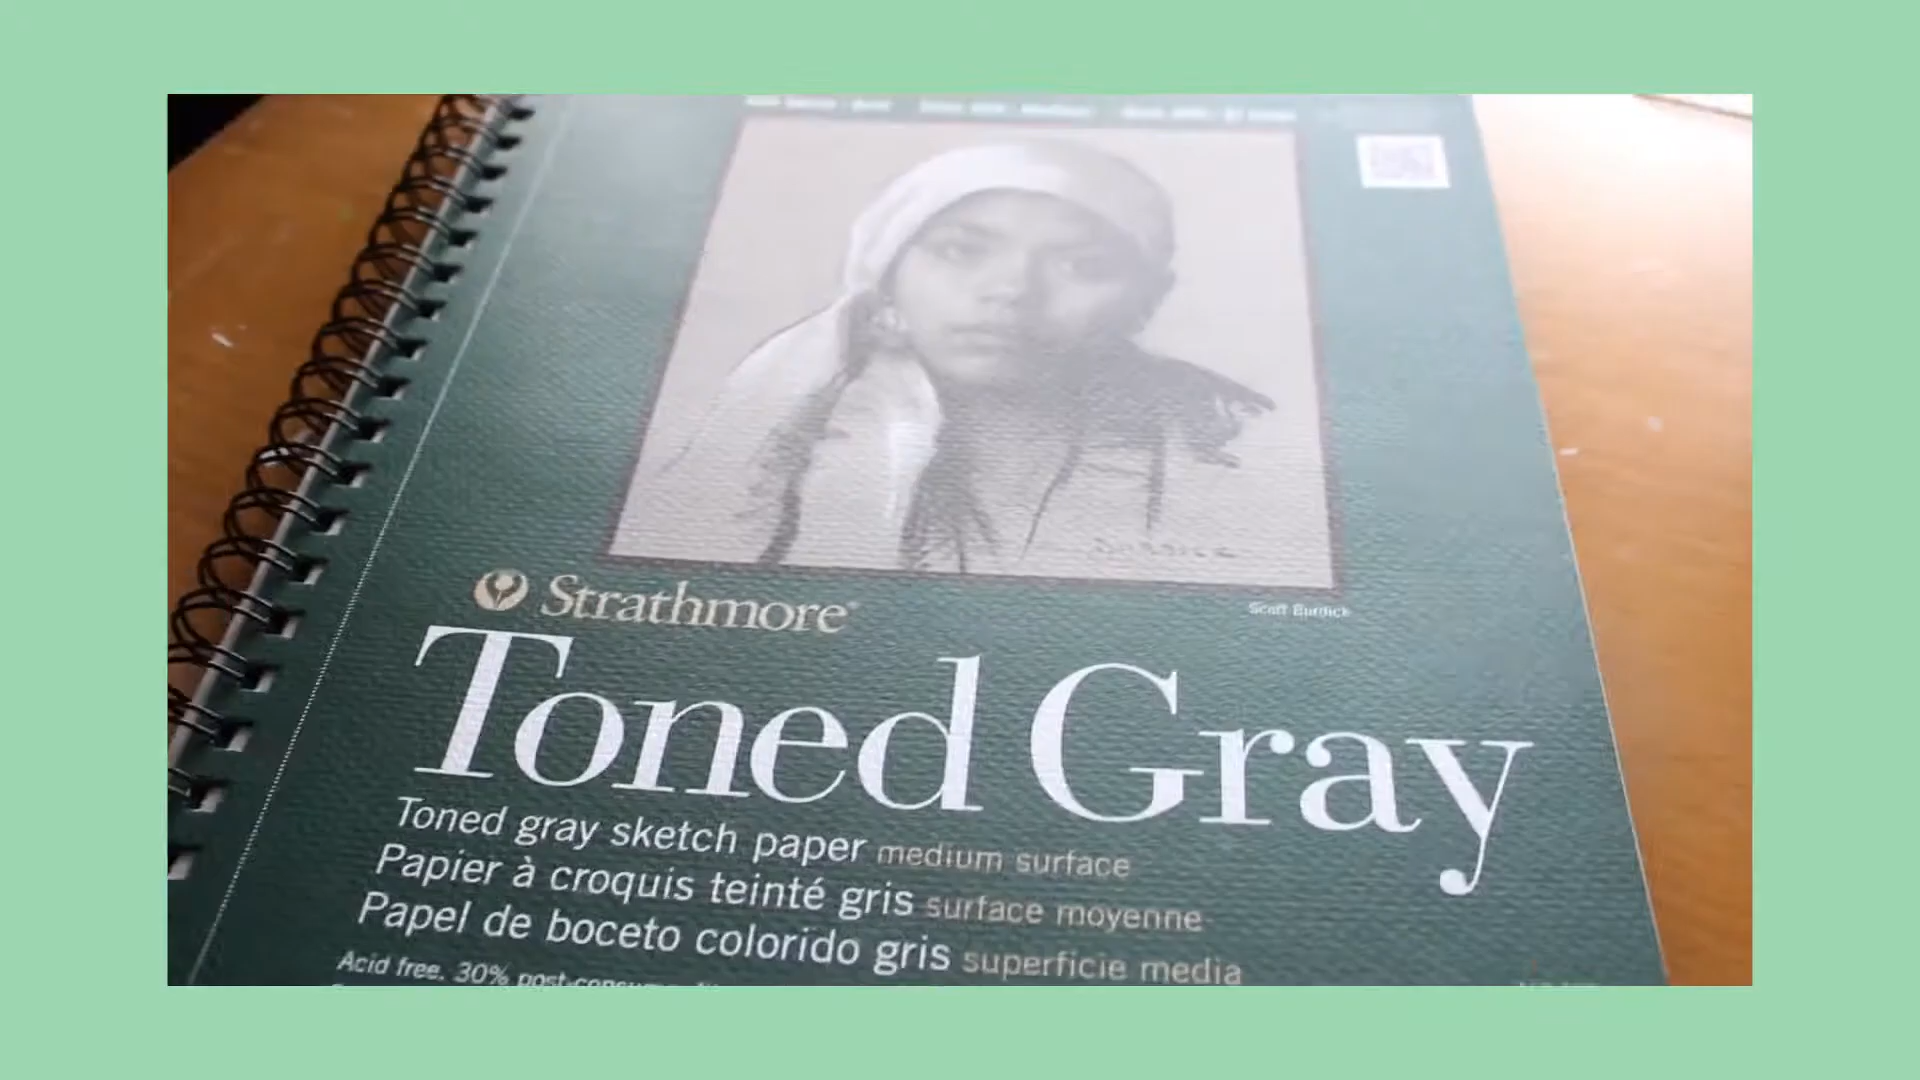 Scott Burdick
Strathmore®
Toned Gray
Toned gray sketch paper medium surface
Papier à croquis teinté gris surface moyenne
Papel de boceto colorido gris superficie media
Acid free. 30%